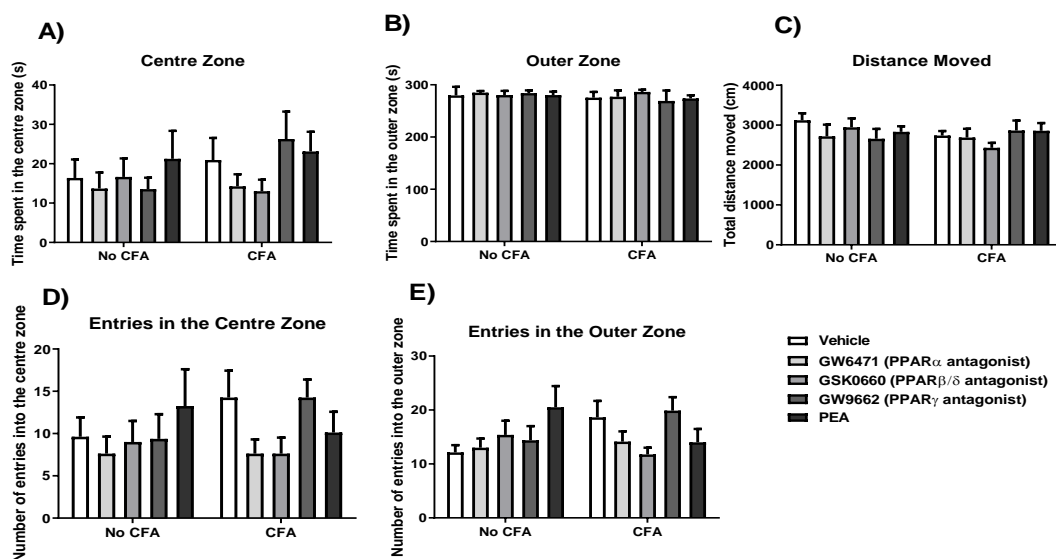 A)
Centre Zone
Time spent in the centre zone (s)
40
30
20
10
0
No CFA
CFA
B)
Outer Zone
Time spent in the outer zone (s)
300
200
100
0
No CFA
CFA
C)
Distance Moved
Total distance moved (cm)
4000
3000
2000
1000
0
No CFA
CFA
D)
Entries in the Centre Zone
Number of entries into the centre zone
20
15
10
5
0
No CFA
CFA
E)
Entries in the Outer Zone
Number of entries into the outer zone
30
20
10
0
No CFA
CFA
Vehicle
GW6471 (PPARα antagonist)
GSK0660 (PPARβ/δ antagonist)
GW9662 (PPARγ antagonist)
PEA